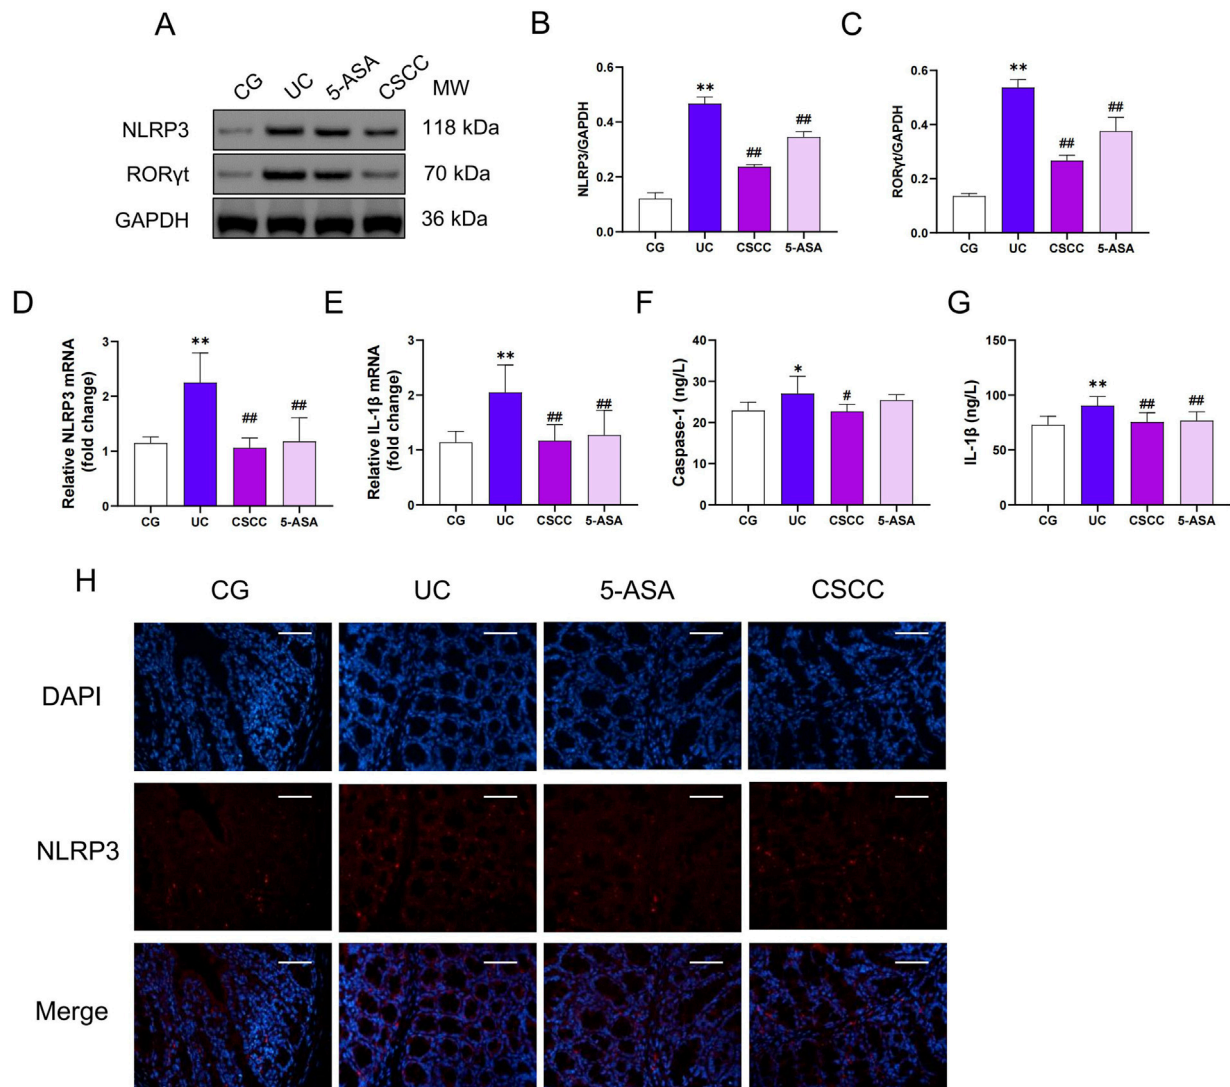 A
CG UC 5-ASA CSCC MW
NLRP3 118 kDa
RORγt 70 kDa
GAPDH 36 kDa
B
NLRP3/GAPDH
0.6
0.4
0.2
0.0
**
##
##
CG UC CSCC 5-ASA
C
RORγt/GAPDH
0.6
0.4
0.2
0.0
**
##
##
CG UC CSCC 5-ASA
D
Relative NLRP3 mRNA
(fold change)
3
2
1
0
**
##
##
CG UC CSCC 5-ASA
E
Relative IL-1β mRNA
(fold change)
3
2
1
0
**
##
##
CG UC CSCC 5-ASA
F
Caspase-1 (ng/L)
40
30
20
10
0
*
#
CG UC CSCC 5-ASA
G
IL-1β (ng/L)
150
100
50
0
**
##
##
CG UC CSCC 5-ASA
H
CG UC 5-ASA CSCC
DAPI
NLRP3
Merge